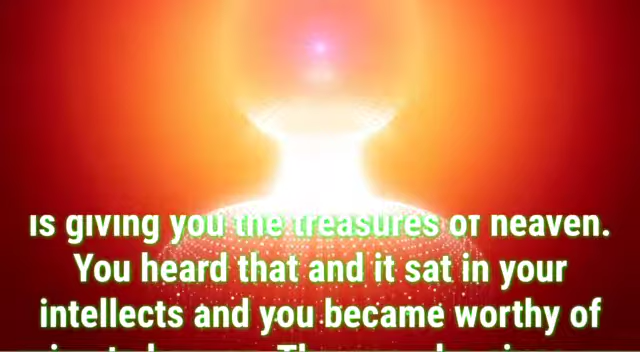 is giving you the treasures of heaven.
You heard that and it sat in your
intellects and you became worthy of